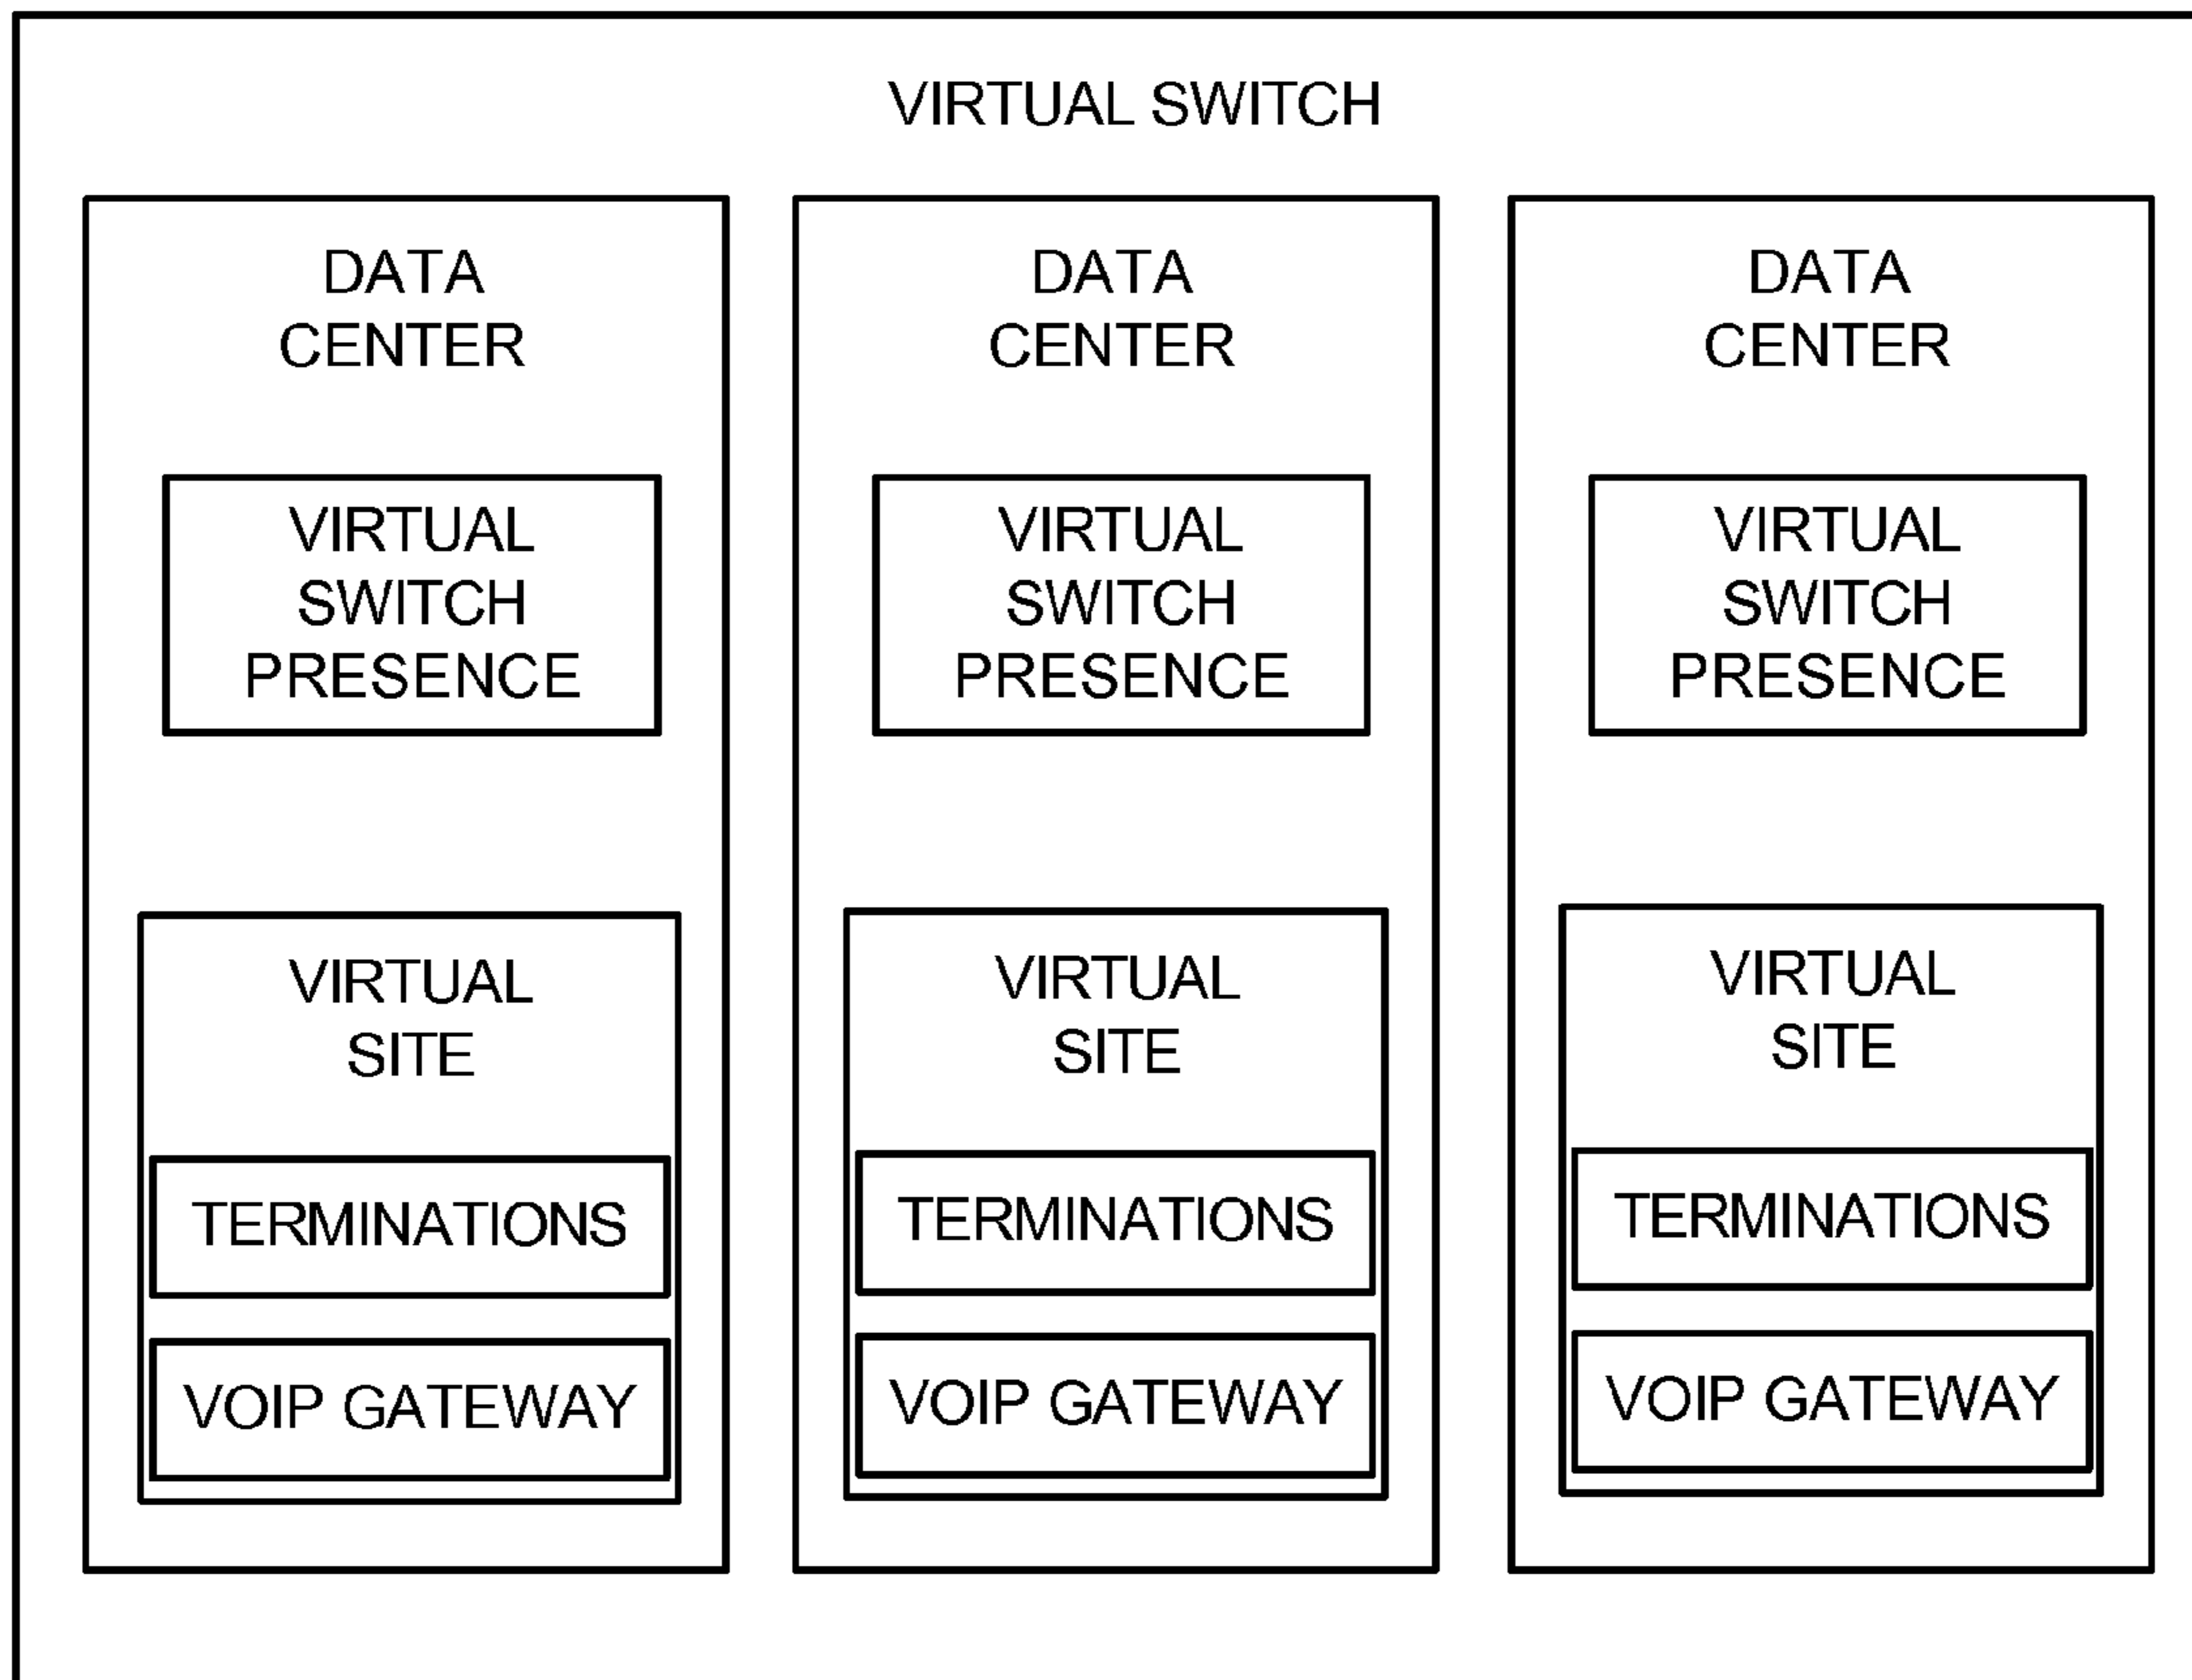 VIRTUAL SWITCH
DATA
CENTER
VIRTUAL
SWITCH
PRESENCE
VIRTUAL
SITE
TERMINATIONS
VOIP GATEWAY
DATA
CENTER
VIRTUAL
SWITCH
PRESENCE
VIRTUAL
SITE
TERMINATIONS
VOIP GATEWAY
DATA
CENTER
VIRTUAL
SWITCH
PRESENCE
VIRTUAL
SITE
TERMINATIONS
VOIP GATEWAY